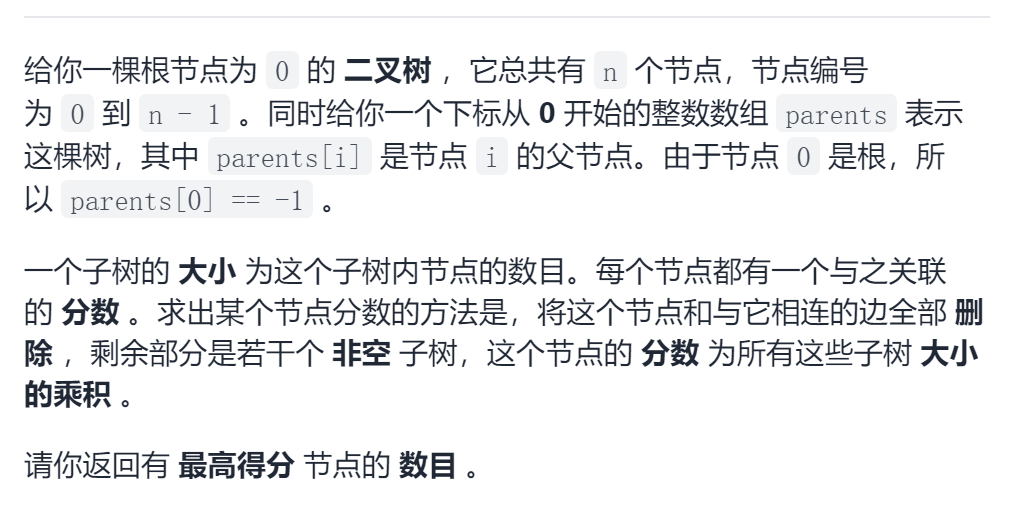 给你一棵根节点为 0 的 二叉树 ，它总共有 n 个节点，节点编号
为 0 到 n - 1 。同时给你一个下标从 0 开始的整数数组 parents 表示
这棵树，其中 parents[i] 是节点 i 的父节点。由于节点 0 是根，所
以 parents[0] == -1 。
一个子树的 大小 为这个子树内节点的数目。每个节点都有一个与之关联
的 分数 。求出某个节点分数的方法是，将这个节点和与它相连的边全部 删
除 ，剩余部分是若干个 非空 子树，这个节点的 分数 为所有这些子树 大小
的乘积 。
请你返回有 最高得分 节点的 数目 。